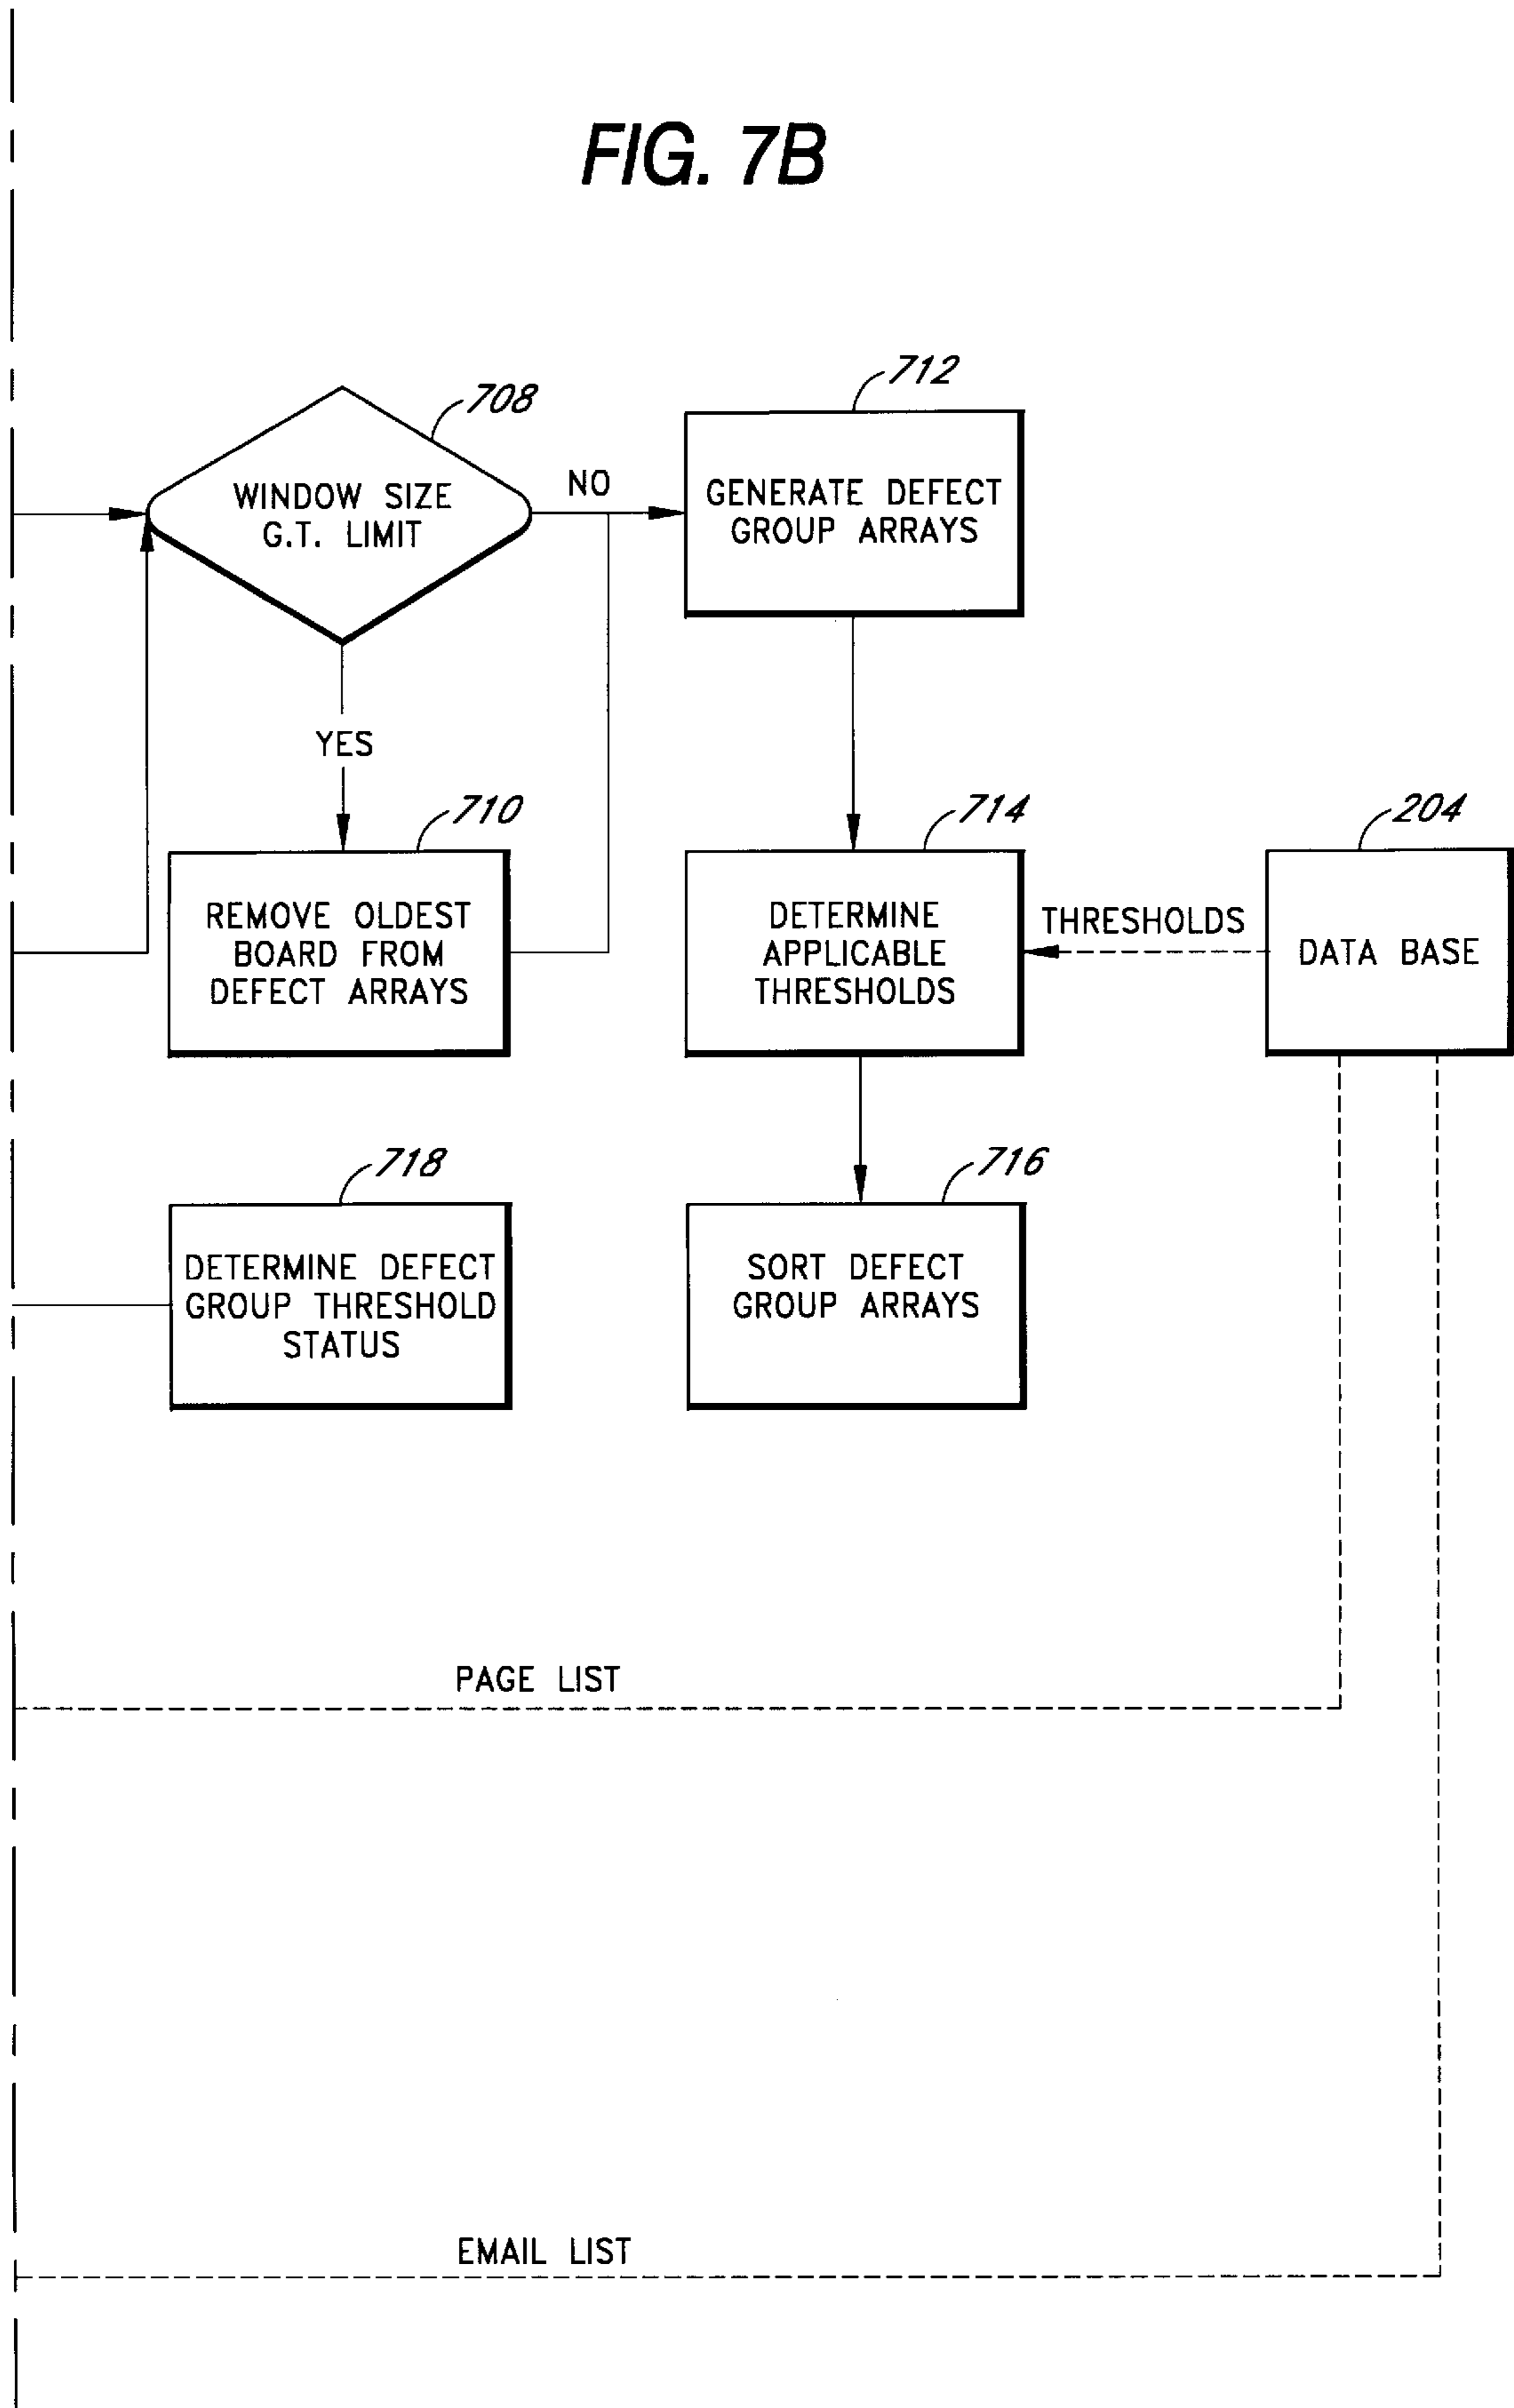 FIG. 7B
708
WINDOW SIZE
G.T. LIMIT
NO
712
GENERATE DEFECT
GROUP ARRAYS
YES
710
REMOVE OLDEST
BOARD FROM
DEFECT ARRAYS
714
DETERMINE
APPLICABLE
THRESHOLDS
THRESHOLDS
204
DATA BASE
718
DETERMINE DEFECT
GROUP THRESHOLD
STATUS
716
SORT DEFECT
GROUP ARRAYS
PAGE LIST
EMAIL LIST